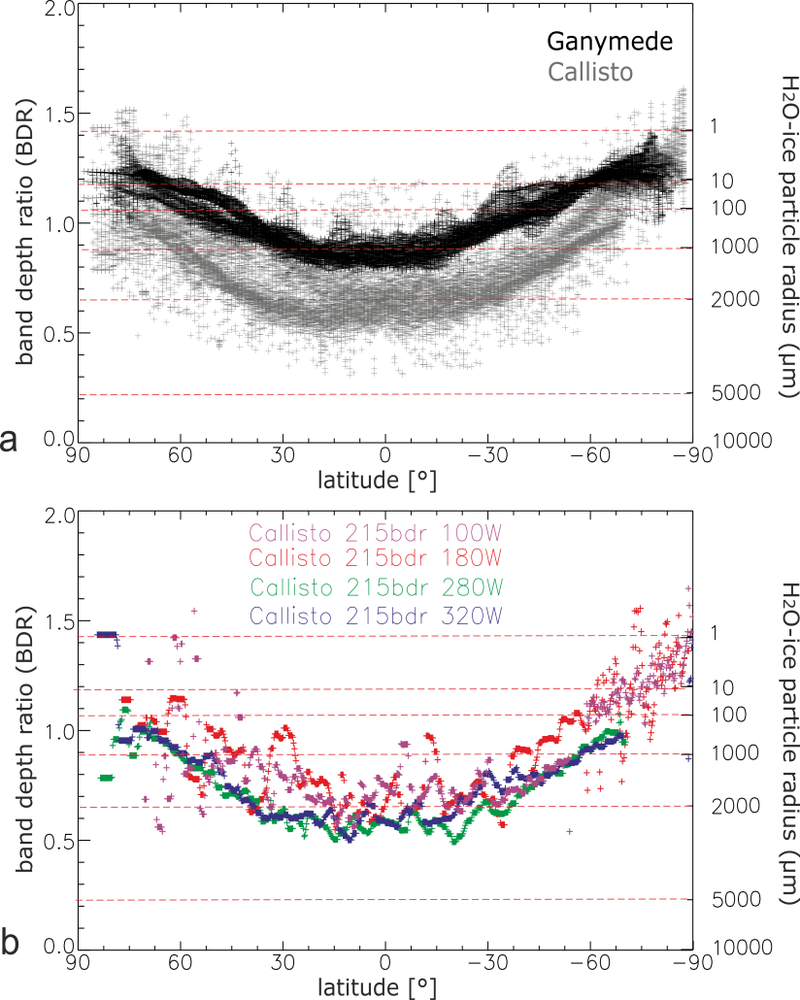 2.0
Ganymede
Callisto
1.5
1.0
0.5
0.0
band depth ratio (BDR)
1
10
100
1000
2000
5000
10000
H2O-ice particle radius (μm)
a
90 60 30 0 −30 −60 −90
latitude [°]
2.0
Callisto 215bdr 100W
Callisto 215bdr 180W
Callisto 215bdr 280W
Callisto 215bdr 320W
1.5
1.0
0.5
0.0
band depth ratio (BDR)
1
10
100
1000
2000
5000
10000
H2O-ice particle radius (μm)
b
90 60 30 0 −30 −60 −90
latitude [°]